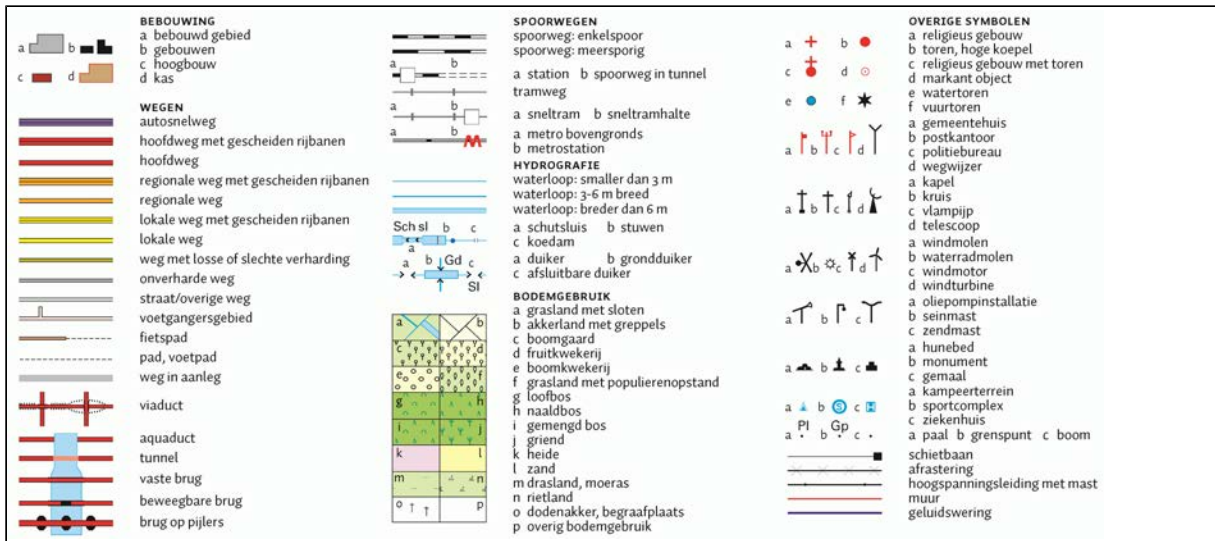 BEBOUWING
a bebouwd gebied
b gebouwen
c hoogbouw
d kas
a b
c d
WEGEN
autosnelweg
hoofdweg met gescheiden rijbanen
hoofdweg
regionale weg met gescheiden rijbanen
regionale weg
lokale weg met gescheiden rijbanen
lokale weg
weg met losse of slechte verharding
onverharde weg
straat/overige weg
voetgangersgebied
fietspad
pad, voetpad
weg in aanleg
viaduct
aquaduct
tunnel
vaste brug
beweegbare brug
brug op pijlers
SPOORWEGEN
spoorweg: enkelspoor
spoorweg: meersporig
a b
a station b spoorweg in tunnel
tramweg
a b
a sneltram b sneltramhalte
a b
a metro bovengronds
b metrostation
HYDROGRAFIE
waterloop: smaller dan 3 m
waterloop: 3-6 m breed
waterloop: breder dan 6 m
Sch sl b c
a
a schutsluis b stuwen
c koedam
a b Gd c
Sl
a duiker b grondduiker
c afsluitbare duiker
BODEMGEBRUIK
a b
c d
e f
g h
i j
k l
m n
o p
a grasland met sloten
b akkerland met greppels
c boomgaard
d fruitkwekerij
e boomkwekerij
f grasland met populierenopstand
g loofbos
h naaldbos
i gemengd bos
j griend
k heide
l zand
m drasland, moeras
n rietland
o dodenakker, begraafplaats
p overig bodemgebruik
OVERIGE SYMBOLEN
a b
c d
e f
a religieus gebouw
b toren, hoge koepel
c religieus gebouw met toren
d markant object
e watertoren
f vuurtoren
a b c d
a gemeentehuis
b postkantoor
c politiebureau
d wegwijzer
a b c d
a kapel
b kruis
c vlampijp
d telescoop
a b c d
a windmolen
b waterradmolen
c windmotor
d windturbine
a b c
a oliepompinstallatie
b seinmast
c zendmast
a b c
a hunebed
b monument
c gemaal
a b S c H
a kampeerterrein
b sportcomplex
c ziekenhuis
Pl Gp
a b c
a paal b grenspunt c boom
schietbaan
afrastering
hoogspanningsleiding met mast
muur
geluidswering